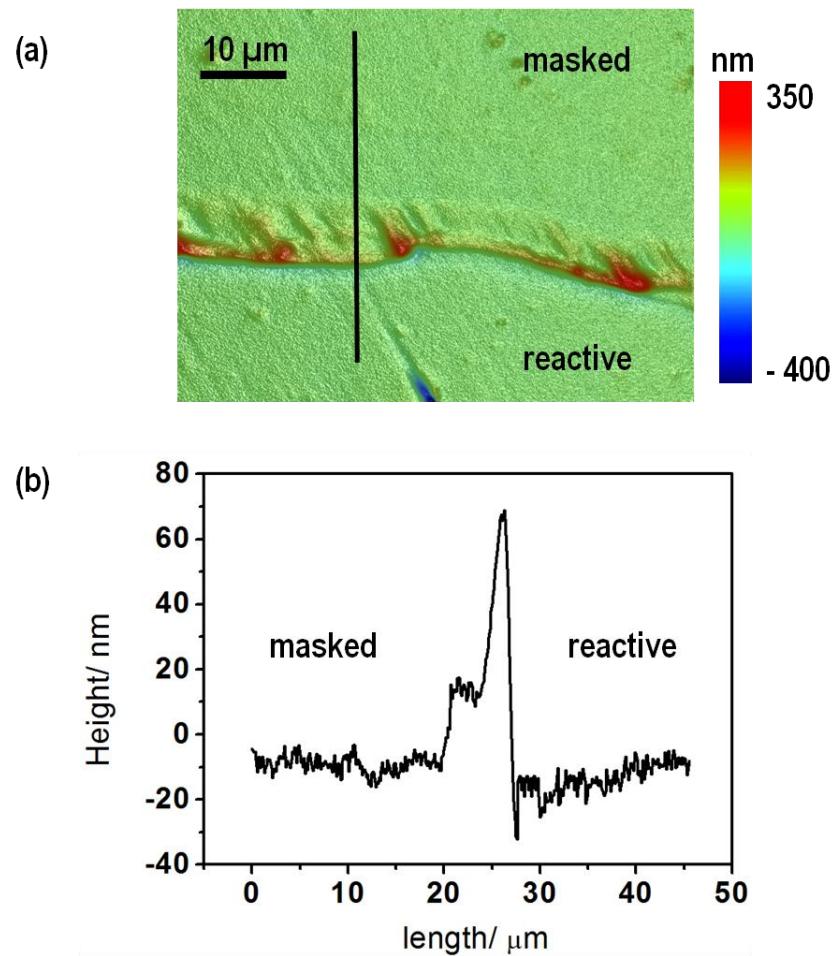 (a)
10 µm
masked
reactive
nm
350
- 400
(b)
80
60
40
20
0
-20
-40
Height/ nm
masked
reactive
0 10 20 30 40 50
length/ µm